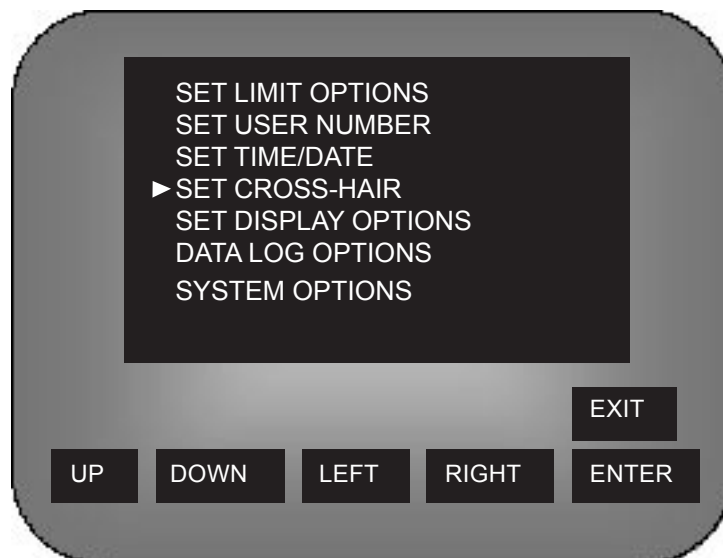 SET LIMIT OPTIONS
SET USER NUMBER
SET TIME/DATE
►SET CROSS-HAIR
SET DISPLAY OPTIONS
DATA LOG OPTIONS
SYSTEM OPTIONS
EXIT
UP DOWN LEFT RIGHT ENTER